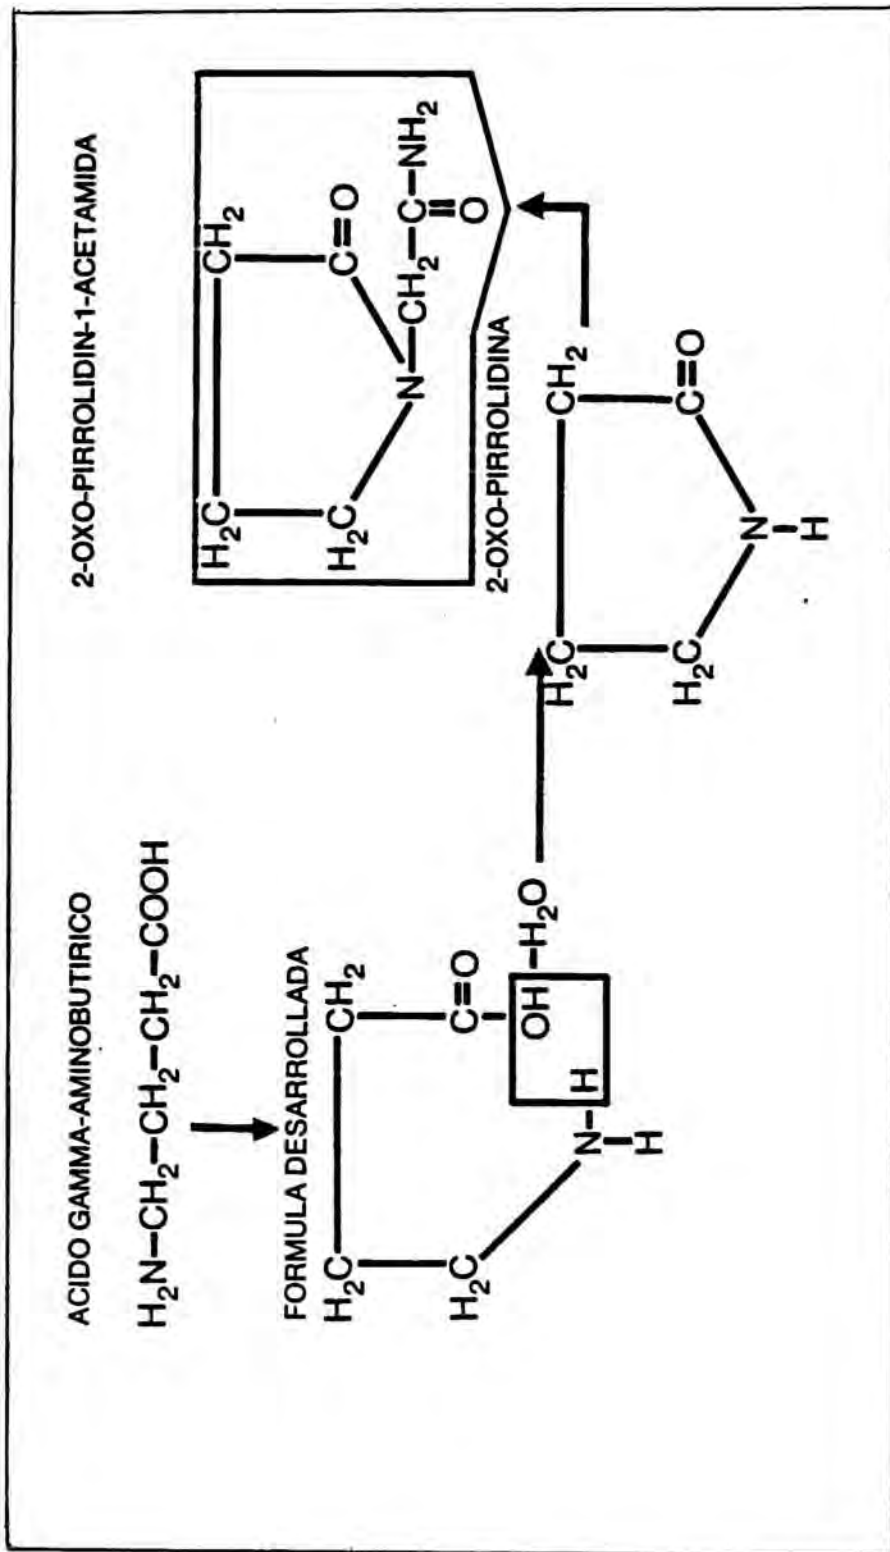 ACIDO GAMMA-AMINOBUTIRICO
H₂N–CH₂–CH₂–CH₂–COOH
FORMULA DESARROLLADA
H₂C CH₂
H₂C C=O
OH –H₂O
N–H
H
2-OXO-PIRROLIDIN-1-ACETAMIDA
H₂C CH₂
H₂C C=O
N–CH₂–C–NH₂
O
2-OXO-PIRROLIDINA
H₂C CH₂
H₂C C=O
N
H